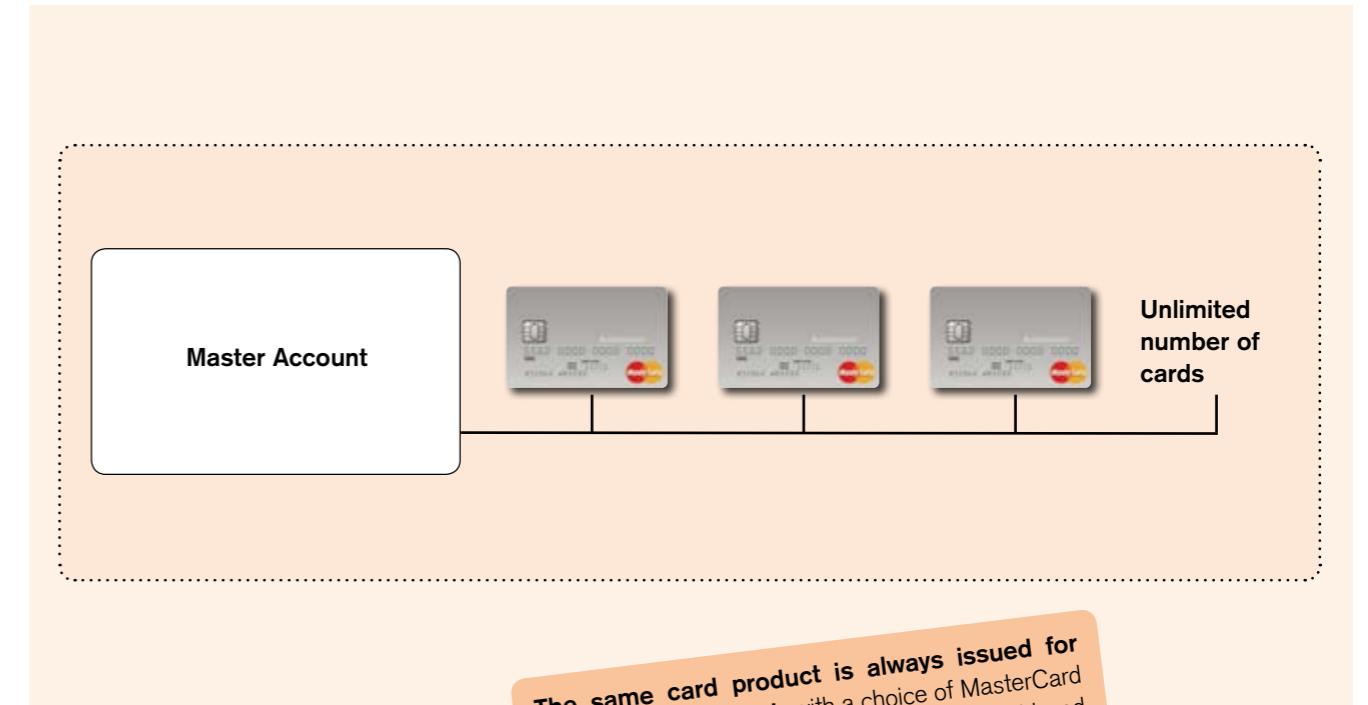 Master Account
Unlimited
number of
cards
The same card product is always issued for
with a choice of MasterCard